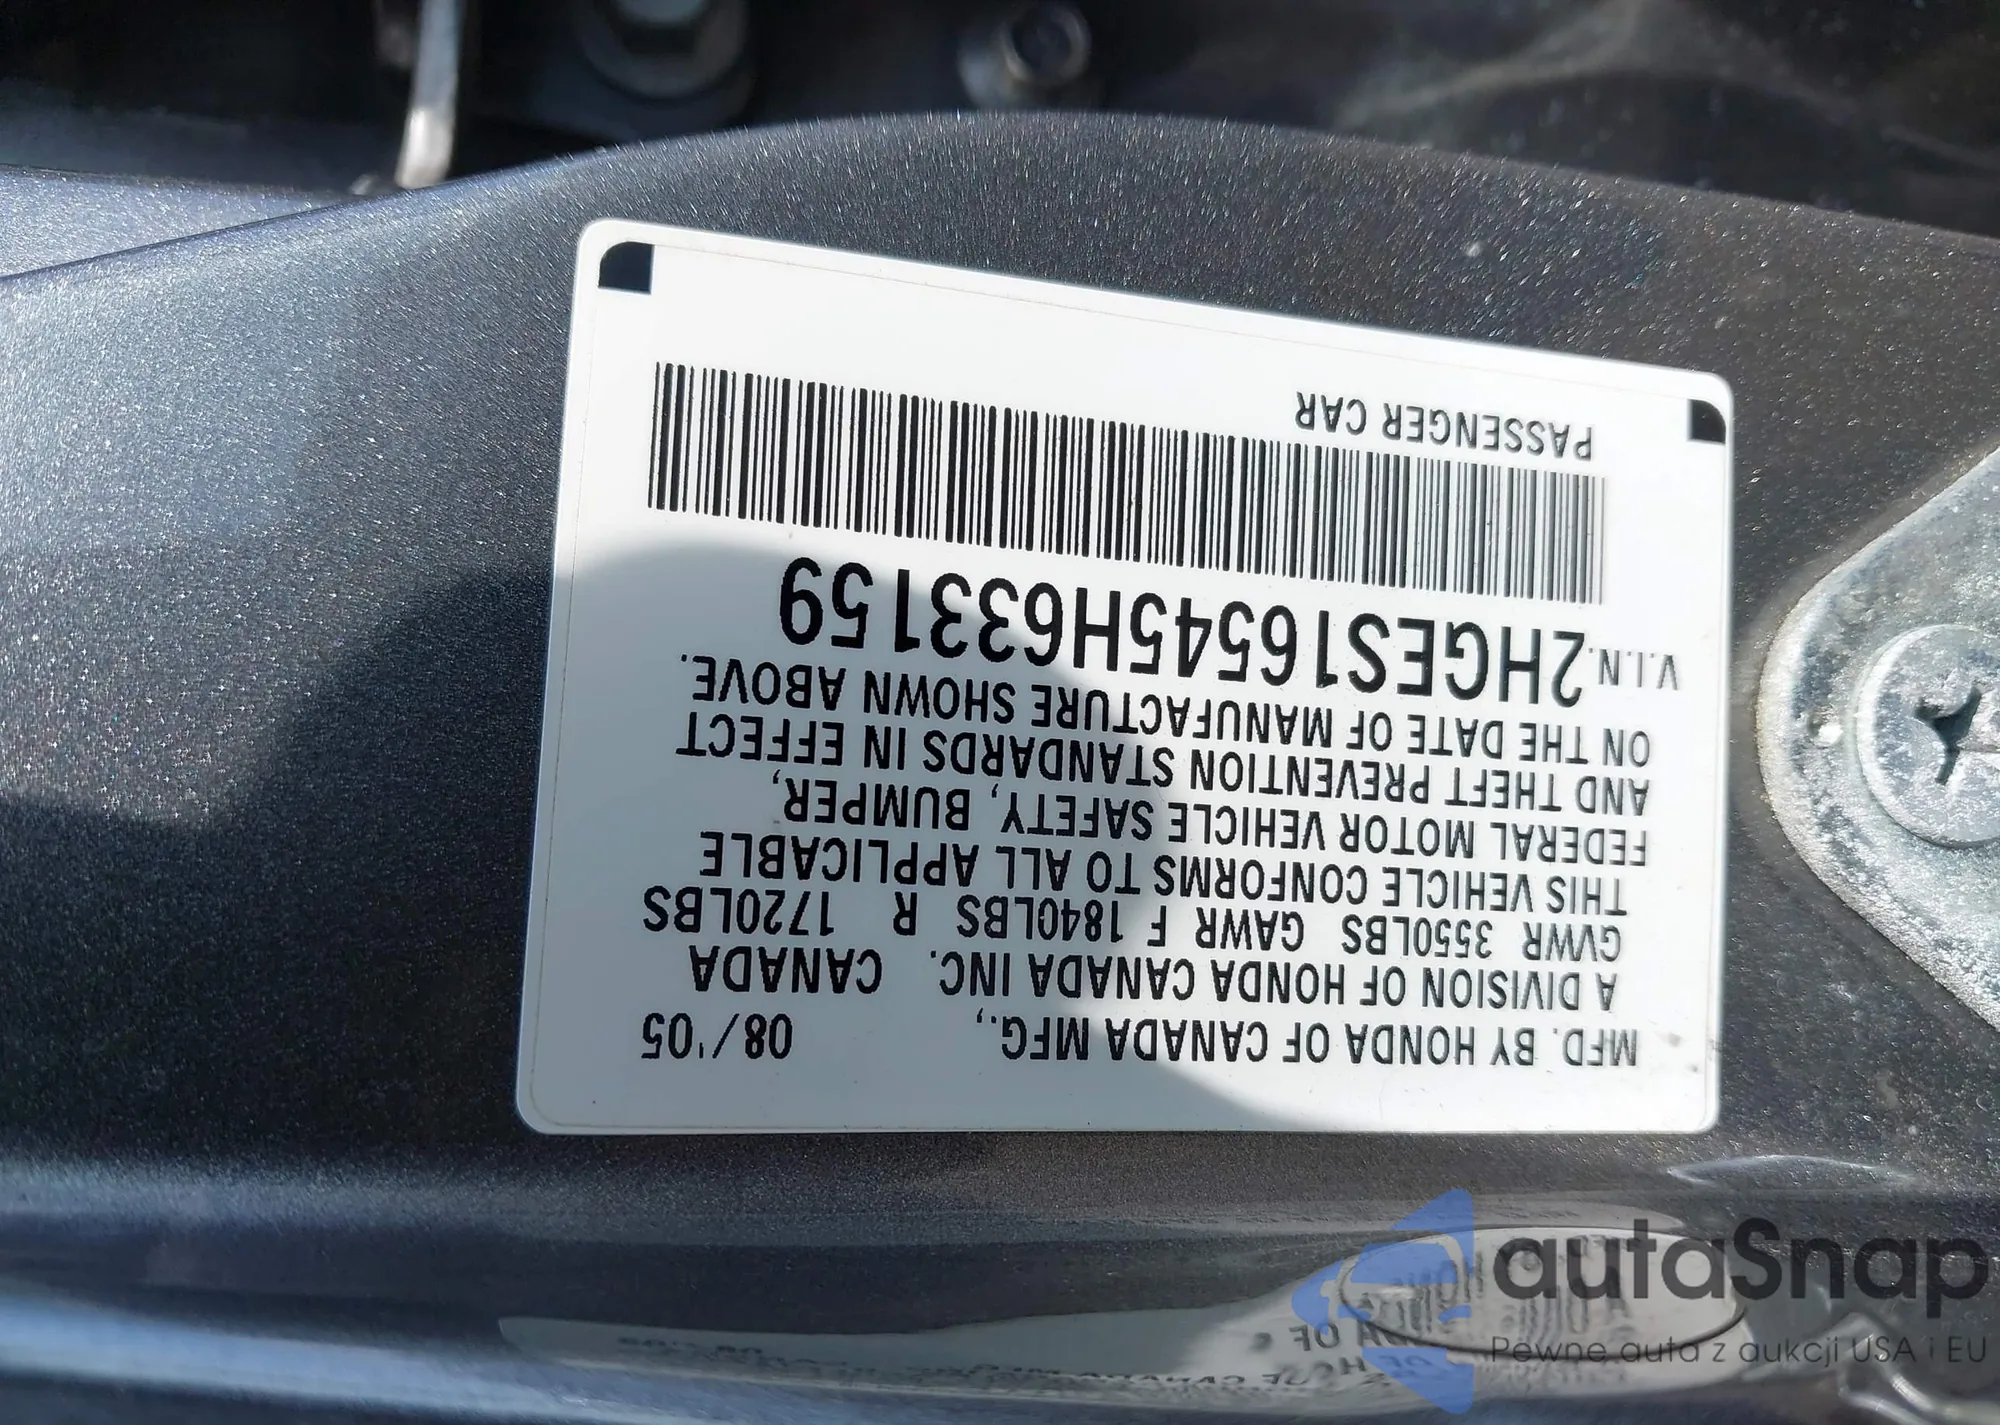 MFD. BY HONDA OF CANADA MFG., 08/'05
A DIVISION OF HONDA CANADA INC. CANADA
GVWR 3550LBS GAWR F 1840LBS R 1720LBS
THIS VEHICLE CONFORMS TO ALL APPLICABLE
FEDERAL MOTOR VEHICLE SAFETY, BUMPER,
AND THEFT PREVENTION STANDARDS IN EFFECT
ON THE DATE OF MANUFACTURE SHOWN ABOVE.
V.I.N. 2HGES16545H633159
PASSENGER CAR
autaSnap
Pewne auta z aukcji USA i EU